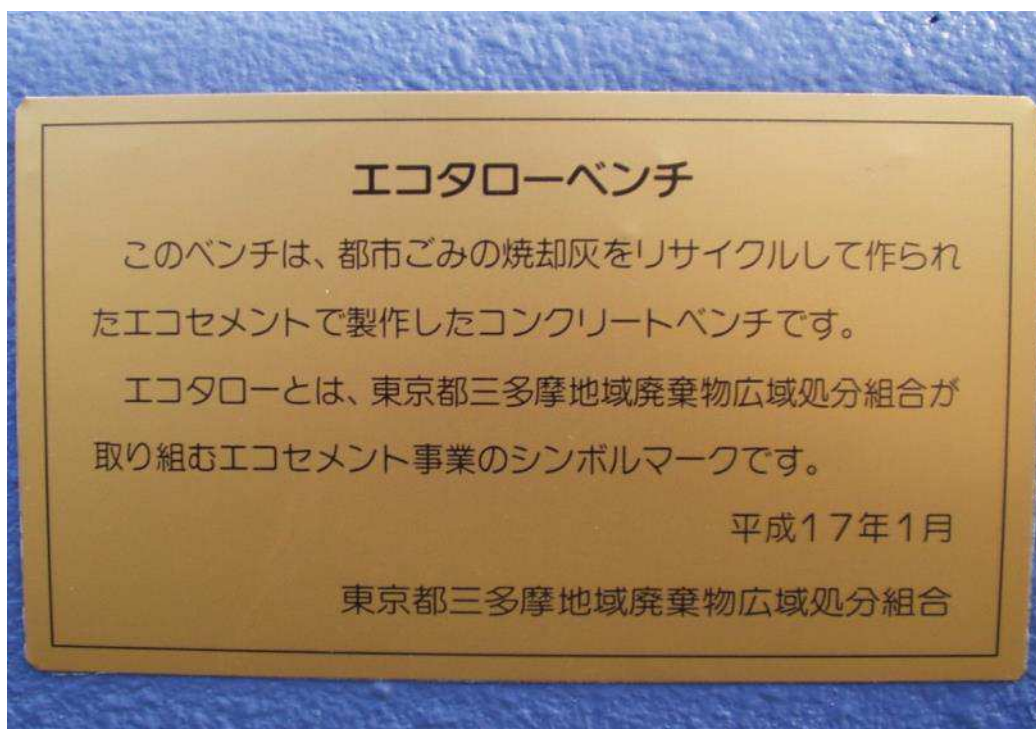 エコタローベンチ
このベンチは、都市ごみの焼却灰をリサイクルして作られ
たエコセメントで製作したコンクリートベンチです。
エコタローとは、東京都三多摩地域廃棄物広域処分組合が
取り組むエコセメント事業のシンボルマークです。
平成17年1月
東京都三多摩地域廃棄物広域処分組合